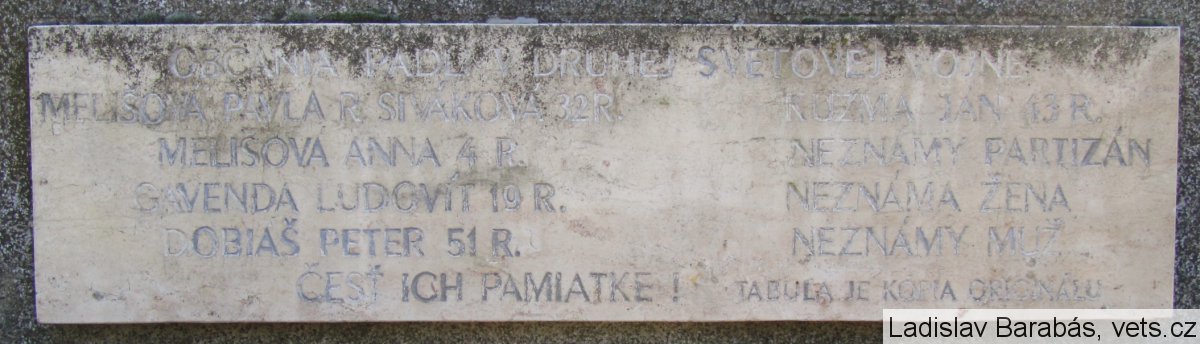 OBČANIA PADLÍ V DRUHEJ SVETOVEJ VOJNE
MELIŠOVÁ PAVLA R. SIVÁKOVÁ 32 R.
KUZMA JÁN 43 R.
MELIŠOVÁ ANNA 4 R.
NEZNÁMY PARTIZÁN
GAVENDA ĽUDOVÍT 19 R.
NEZNÁMA ŽENA
DOBIAŠ PETER 51 R.
NEZNÁMY MUŽ
ČESŤ ICH PAMIATKE !
TABUĽA JE KÓPIA ORIGINÁLU
Ladislav Barabás, vets.cz